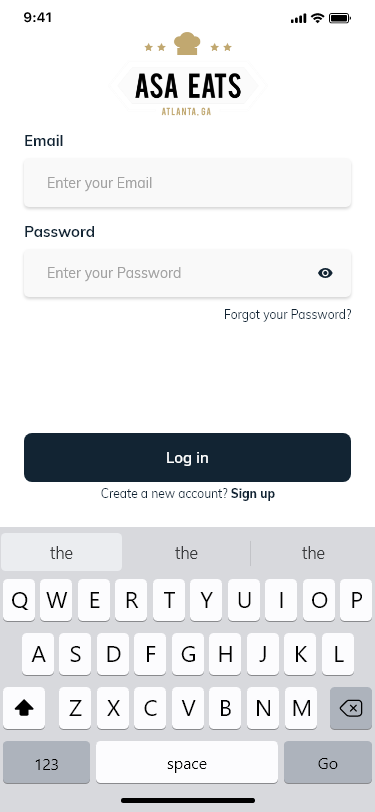 9:41
ASA EATS
ATLANTA, GA
Email
Enter your Email
Password
Enter your Password
Forgot your Password?
Log in
Create a new account? Sign up
the the the
Q W E R T Y U I O P
A S D F G H J K L
Z X C V B N M
123 space Go